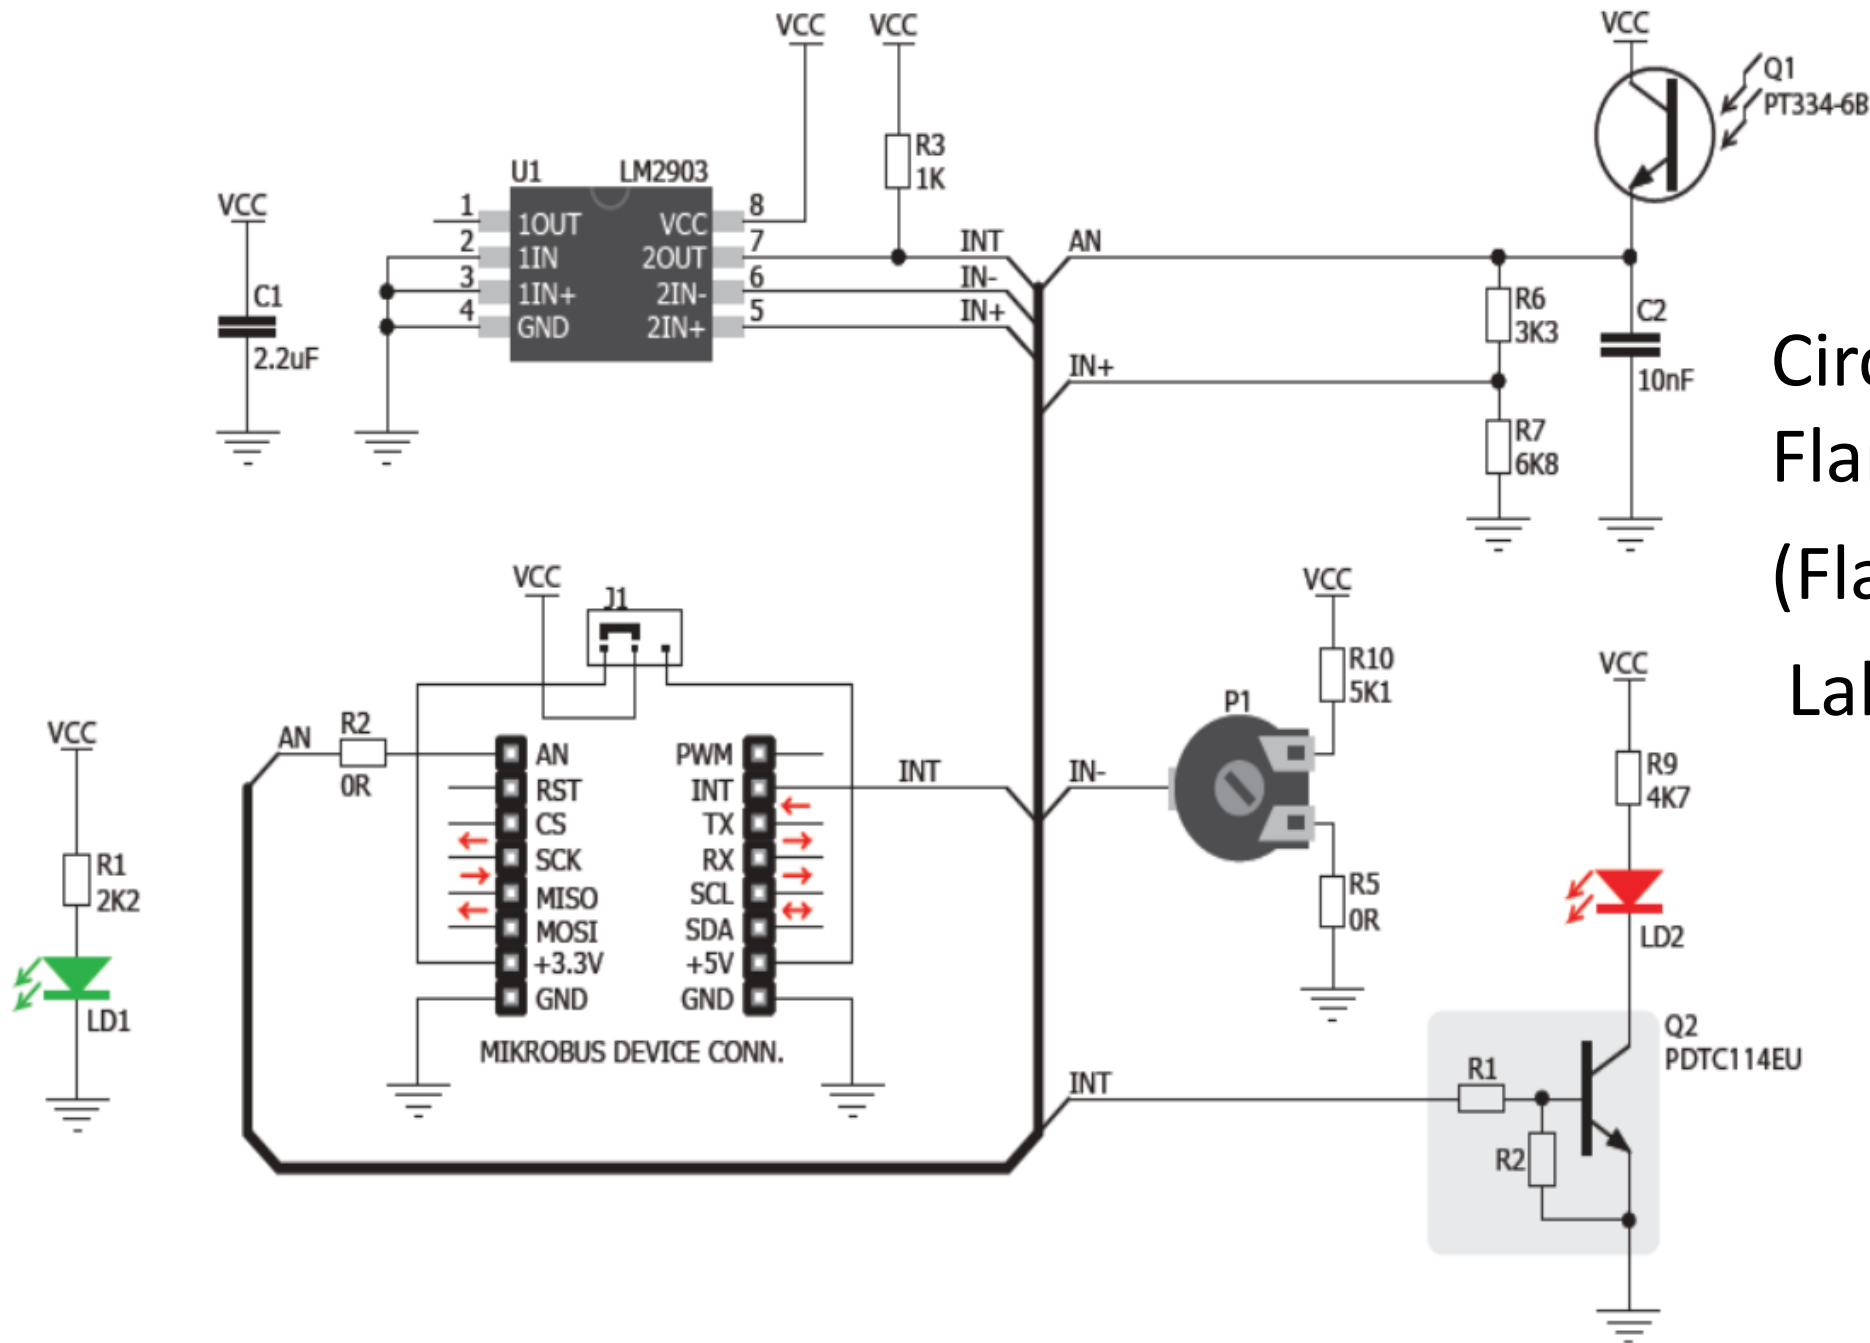 VCC
VCC
VCC
Q1
PT334-6B
R3
1K
U1 LM2903
VCC
1 1OUT VCC 8
2 1IN 2OUT 7
3 1IN+ 2IN- 6
4 GND 2IN+ 5
INT AN
IN-
IN+
C1
2.2uF
R6
3K3
C2
10nF
IN+
R7
6K8
VCC
J1
VCC
R10
5K1
P1
VCC
R9
4K7
LD2
VCC
R1
2K2
LD1
AN
R2
0R
AN PWM
RST INT
CS TX
SCK RX
MISO SCL
MOSI SDA
+3.3V +5V
GND GND
MIKROBUS DEVICE CONN.
INT IN-
R5
0R
INT
Q2
PDTC114EU
R1
R2